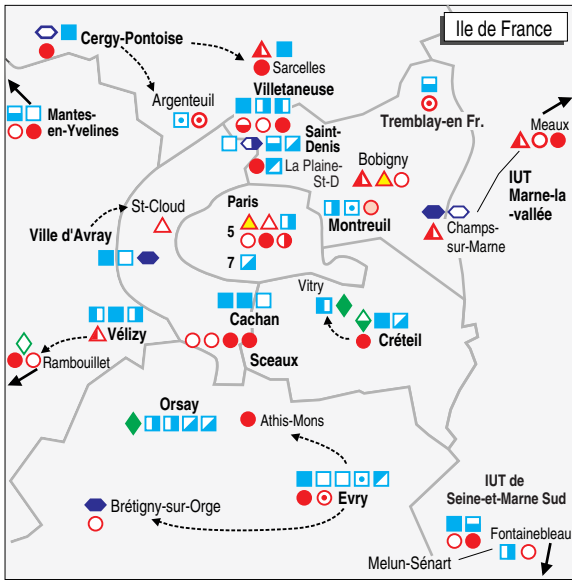 Ile de France
Cergy-Pontoise
Sarcelles
Argenteuil
Villetaneuse
Mantes-
en-Yvelines
Tremblay-en Fr.
Saint-
Denis
La Plaine-
St-D
Bobigny
Meaux
IUT
Marne-la
-vallée
St-Cloud
Paris
5
7
Montreuil
Champs-
sur-Marne
Ville d'Avray
Vitry
Cachan
Créteil
Vélizy
Rambouillet
Sceaux
Orsay
Athis-Mons
Evry
Brétigny-sur-Orge
IUT de
Seine-et-Marne Sud
Fontainebleau
Melun-Sénart